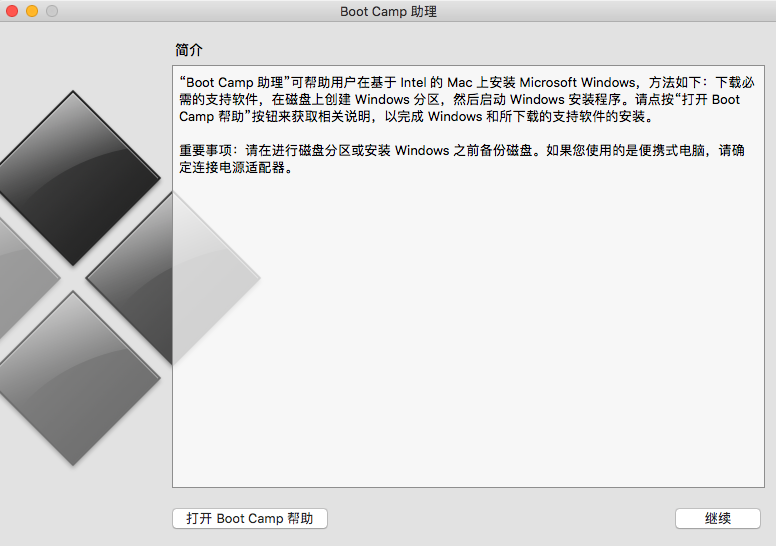 Boot Camp 助理
简介
“Boot Camp 助理”可帮助用户在基于 Intel 的 Mac 上安装 Microsoft Windows，方法如下：下载必
需的支持软件，在磁盘上创建 Windows 分区，然后启动 Windows 安装程序。请点按“打开 Boot
Camp 帮助”按钮来获取相关说明，以完成 Windows 和所下载的支持软件的安装。
重要事项：请在进行磁盘分区或安装 Windows 之前备份磁盘。如果您使用的是便携式电脑，请确
定连接电源适配器。
打开 Boot Camp 帮助
继续